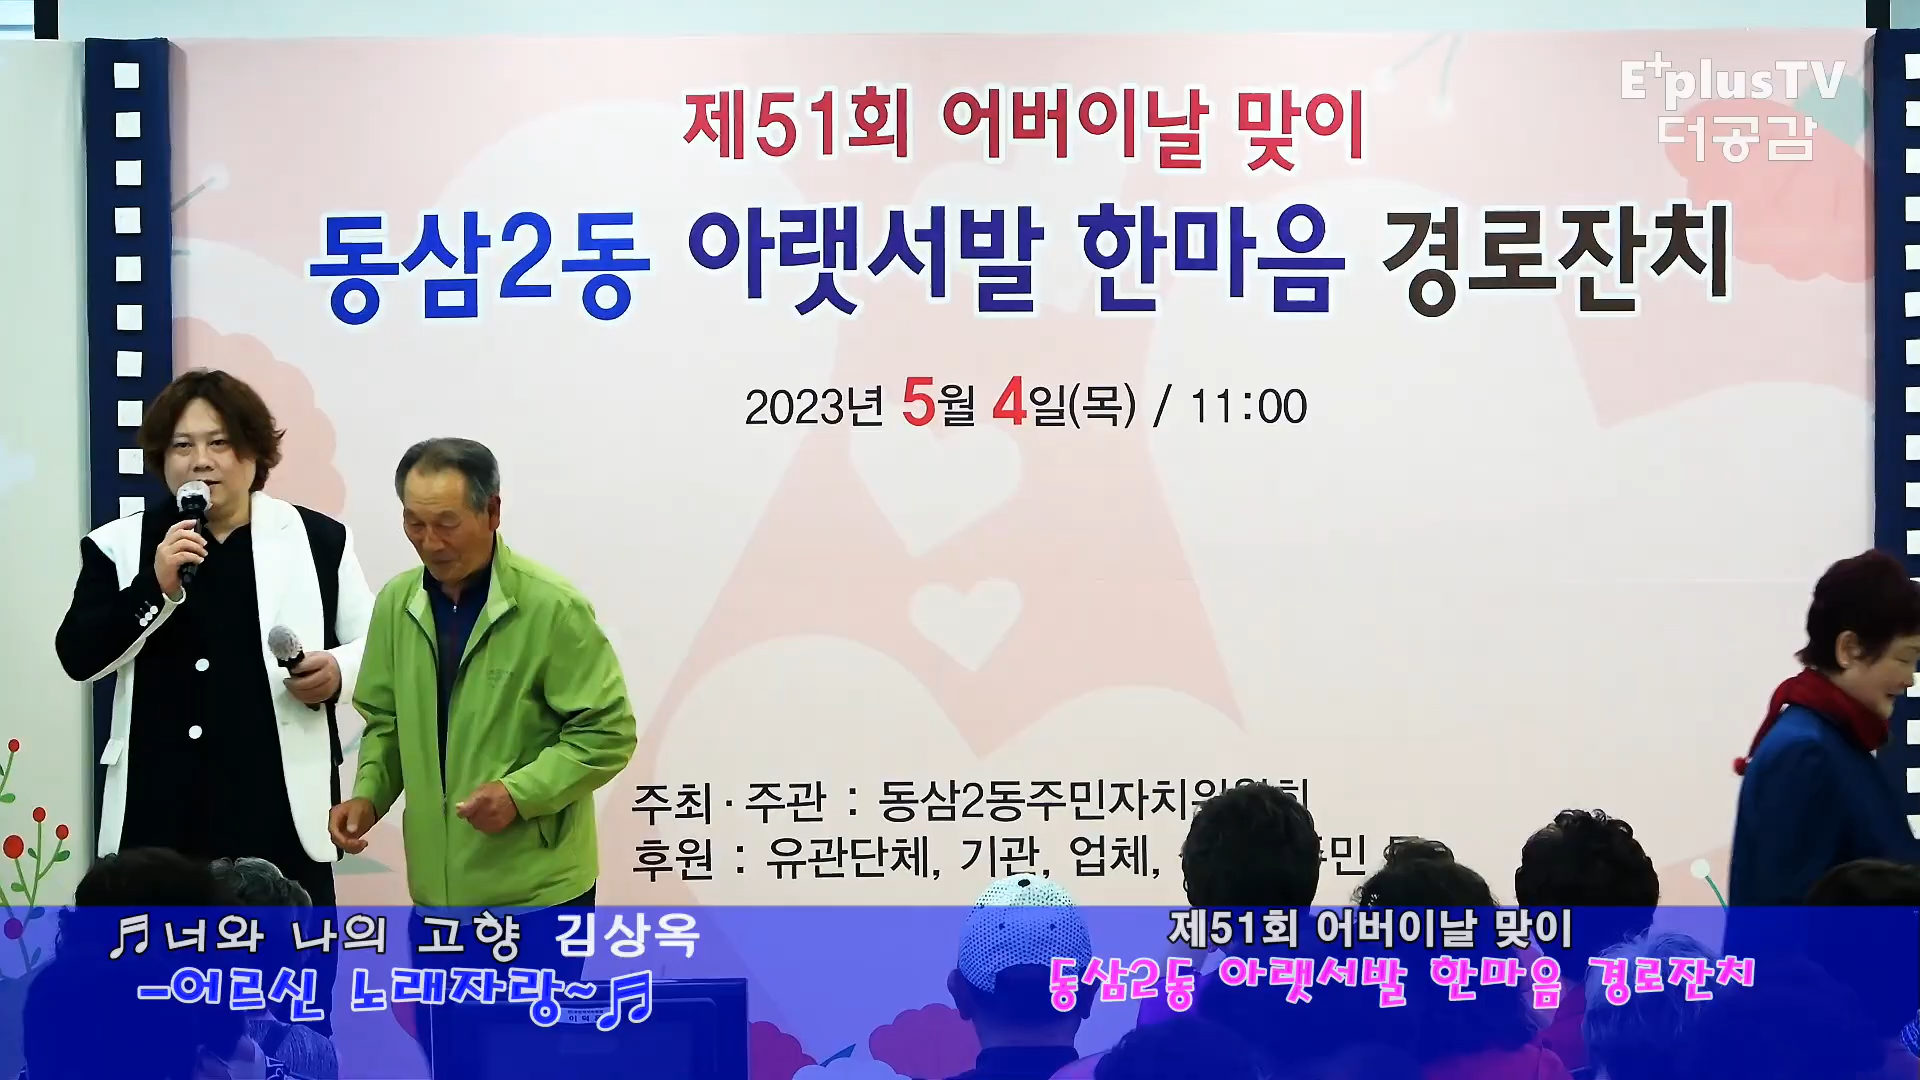 E+plusTV
더공감
제51회 어버이날 맞이
동삼2동 아랫서발 한마음 경로잔치
2023년 5월 4일(목) / 11:00
주최·주관 : 동삼2동주민자치위원회
후원 : 유관단체, 기관, 업체,
♬너와 나의 고향 김상옥
-어르신 노래자랑~♬
제51회 어버이날 맞이
동삼2동 아랫서발 한마음 경로잔치